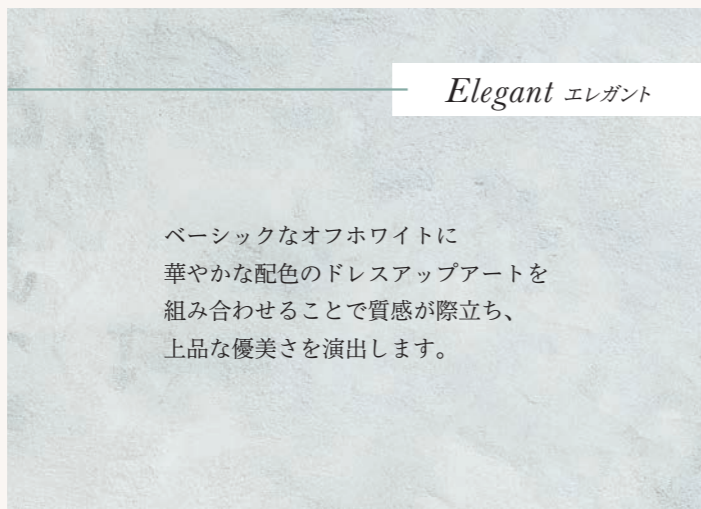 Elegant エレガント
ベーシックなオフホワイトに
華やかな配色のドレスアップアートを
組み合わせることで質感が際立ち、
上品な優美さを演出します。